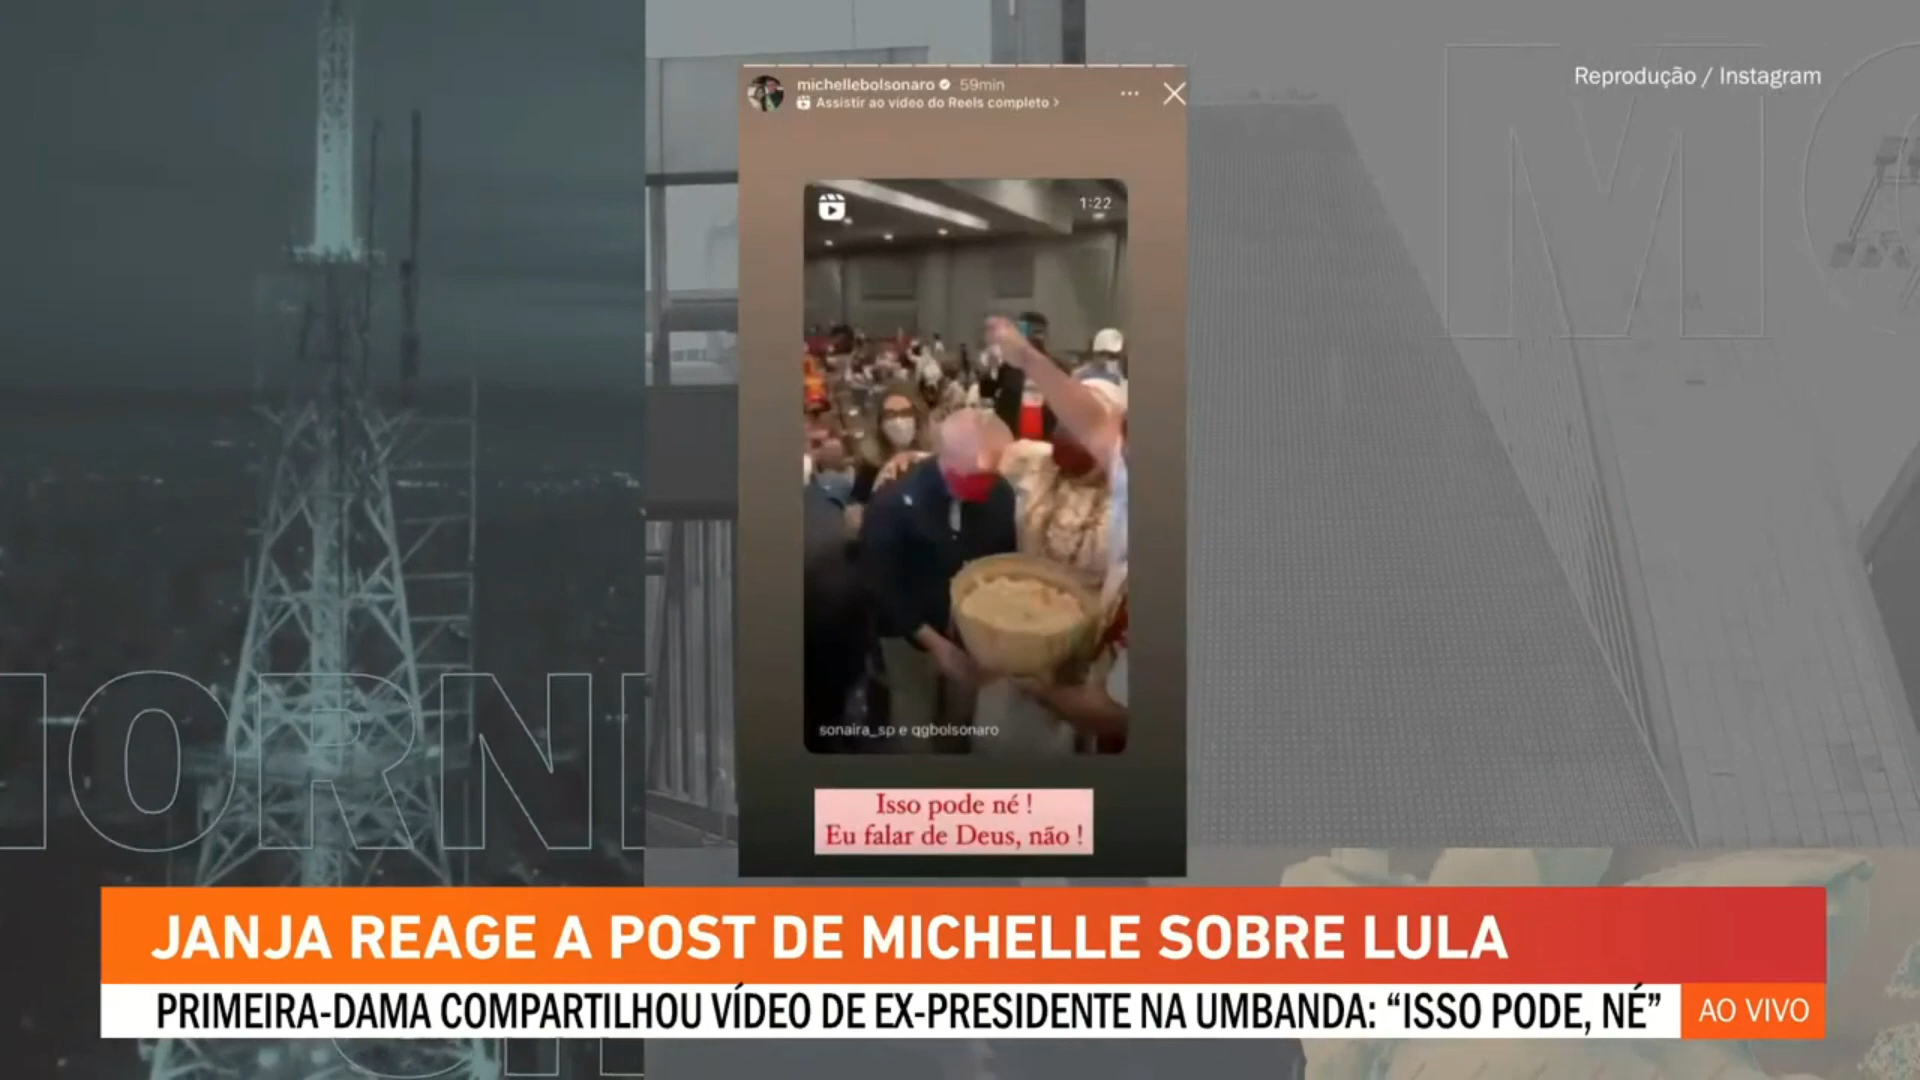 Reprodução / Instagram
michellebolsonaro 59min
Assistir ao vídeo do Reels completo >
1:22
sonaira_sp e qgbolsonaro
Isso pode né !
Eu falar de Deus, não !
JORN
MO
JANJA REAGE A POST DE MICHELLE SOBRE LULA
PRIMEIRA-DAMA COMPARTILHOU VÍDEO DE EX-PRESIDENTE NA UMBANDA: “ISSO PODE, NÉ”
AO VIVO